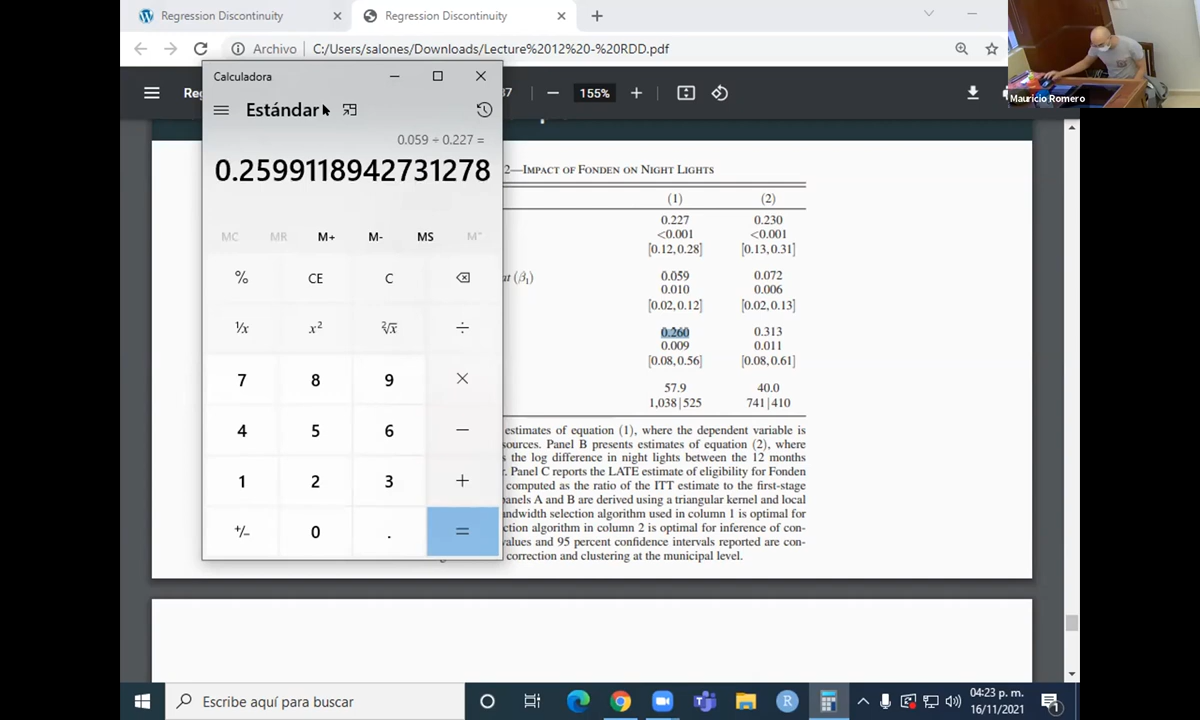 Regression Discontinuity
Regression Discontinuity
Archivo
C:/Users/salones/Downloads/Lecture%2012%20-%20RDD.pdf
Mauricio Romero
Calculadora
Estándar
0.059 ÷ 0.227 =
0.2599118942731278
MC MR M+ M- MS
% CE C
¹/x x² ²√x ÷
7 8 9 ×
4 5 6 −
1 2 3 +
+/− 0 . =
155%
2—Impact of Fonden on Night Lights
(1) (2)
0.227 0.230
<0.001 <0.001
[0.12, 0.28] [0.13, 0.31]
at (β₁) 0.059 0.072
0.010 0.006
[0.02, 0.12] [0.02, 0.13]
0.260 0.313
0.009 0.011
[0.08, 0.56] [0.08, 0.61]
57.9 40.0
1,038|525 741|410
estimates of equation (1), where the dependent variable is
sources. Panel B presents estimates of equation (2), where
the log difference in night lights between the 12 months
Panel C reports the LATE estimate of eligibility for Fonden
computed as the ratio of the ITT estimate to the first-stage
panels A and B are derived using a triangular kernel and local
selection algorithm used in column 1 is optimal for
algorithm in column 2 is optimal for inference of con-
and 95 percent confidence intervals reported are con-
correction and clustering at the municipal level.
Escribe aquí para buscar
04:23 p. m.
16/11/2021